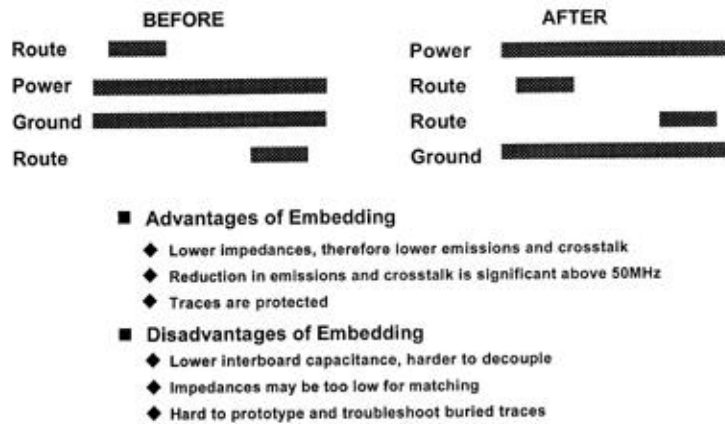 BEFORE
Route
Power
Ground
Route
AFTER
Power
Route
Route
Ground
■ Advantages of Embedding
◆ Lower impedances, therefore lower emissions and crosstalk
◆ Reduction in emissions and crosstalk is significant above 50MHz
◆ Traces are protected
■ Disadvantages of Embedding
◆ Lower interboard capacitance, harder to decouple
◆ Impedances may be too low for matching
◆ Hard to prototype and troubleshoot buried traces